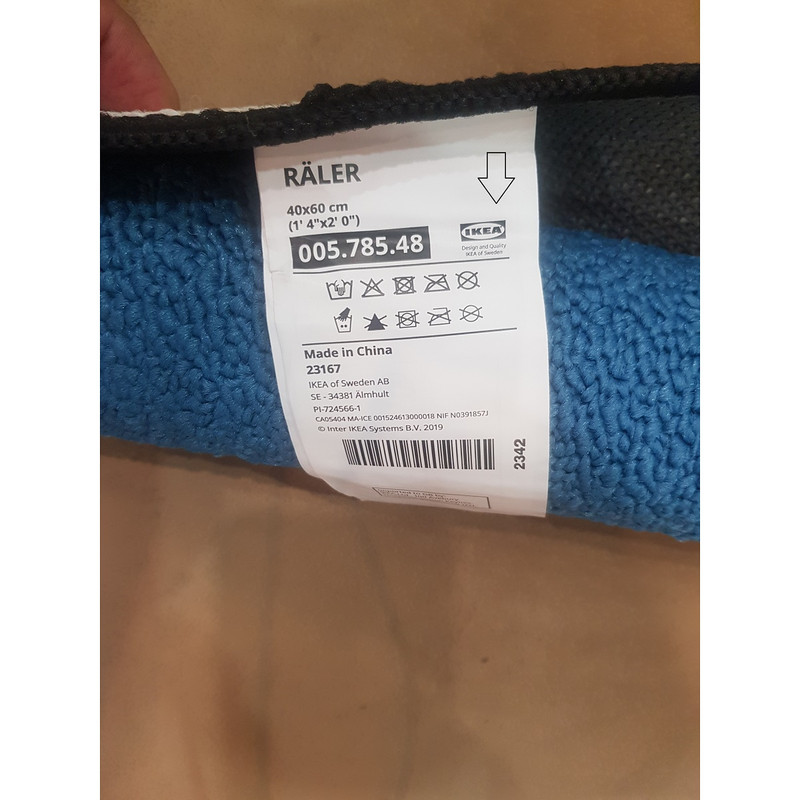 RÄLER
40x60 cm
(1' 4"x2' 0")
005.785.48
IKEA
Design and Quality
IKEA of Sweden
Made in China
23167
IKEA of Sweden AB
SE - 34381 Älmhult
PI-724566-1
CA05404 MA-ICE 001524613000018 NIF N0391857J
© Inter IKEA Systems B.V. 2019
2342